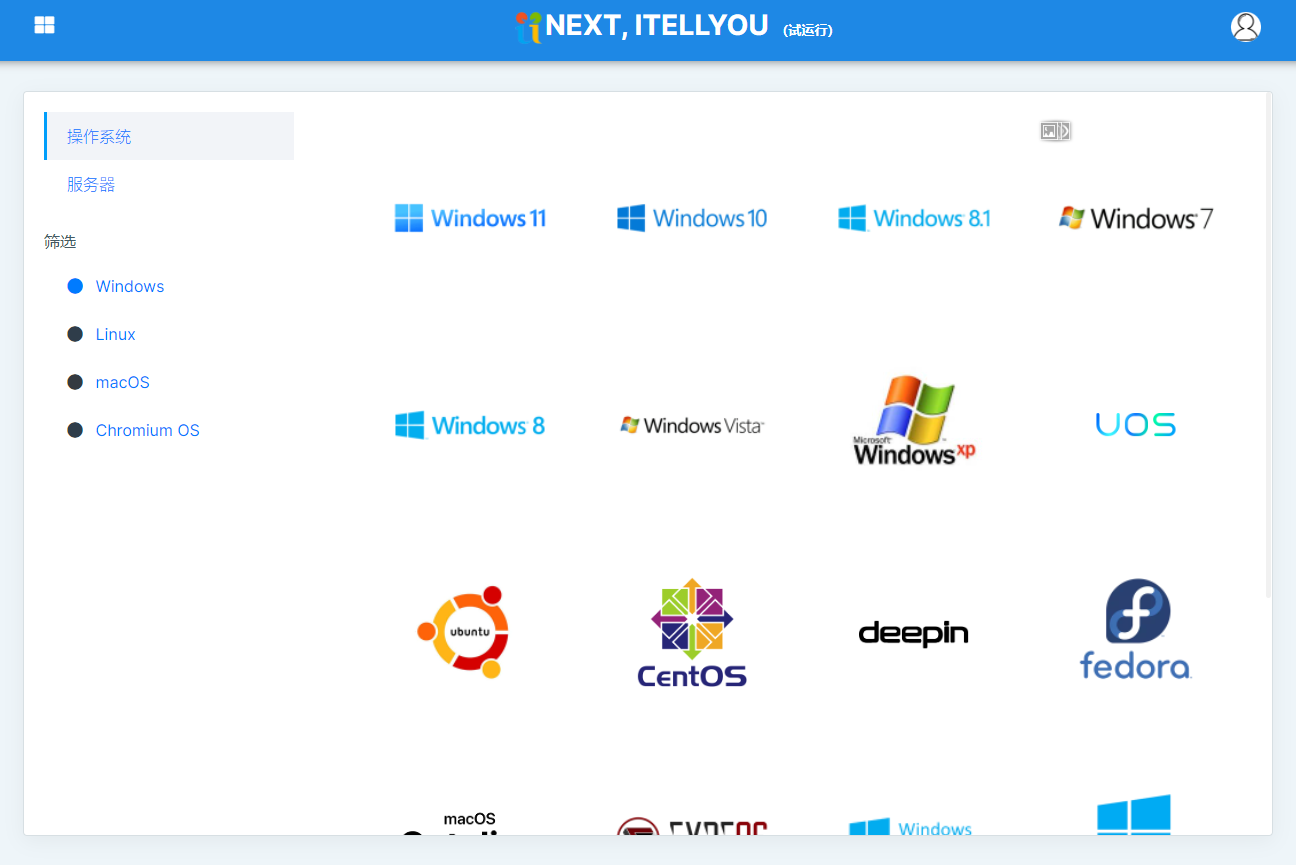 NEXT, ITELLYOU (试运行)
操作系统
服务器
筛选
Windows
Linux
macOS
Chromium OS
Windows 11
Windows 10
Windows 8.1
Windows 7
Windows 8
Windows Vista
Microsoft
Windows xp
UOS
ubuntu
CentOS
deepin
fedora
macOS
Windows